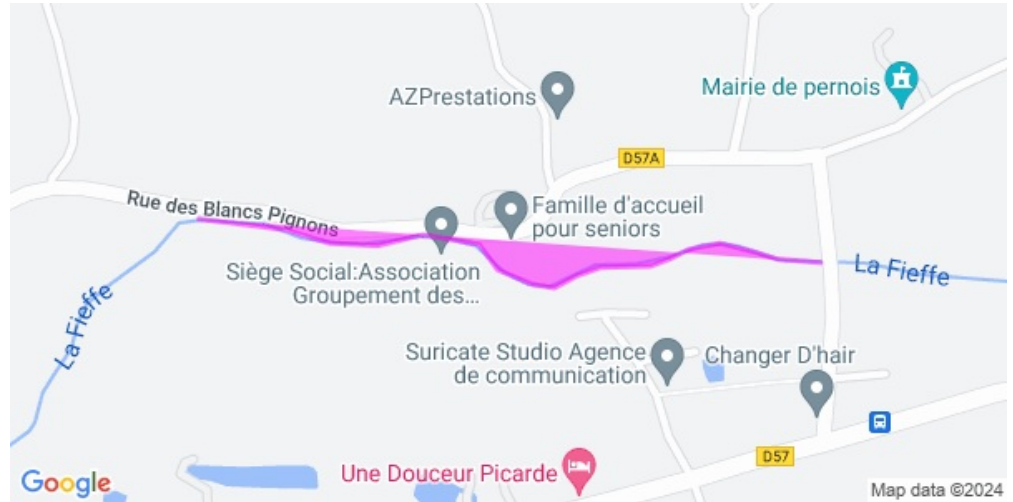 AZPrestations
Mairie de pernois
D57A
Rue des Blancs Pignons
Famille d'accueil
pour seniors
Siège Social:Association
Groupement des...
La Fieffe
La Fieffe
Suricate Studio Agence
de communication
Changer D'hair
D57
Une Douceur Picarde
Google
Map data ©2024